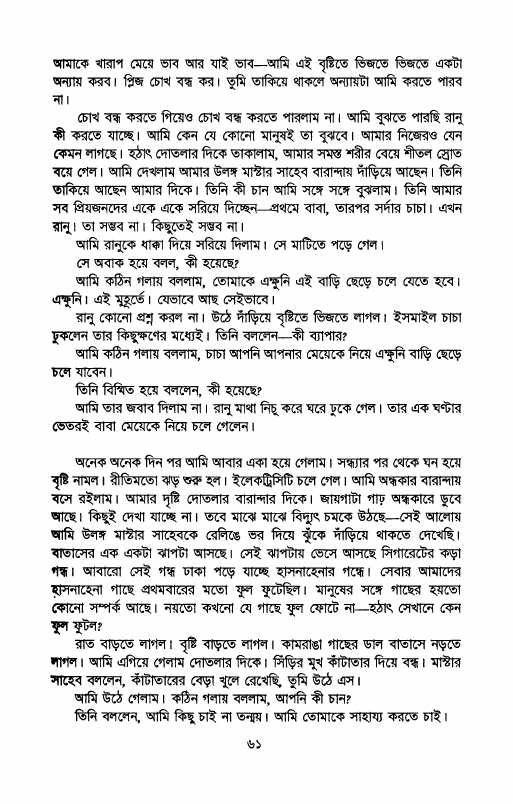 আমাকে খারাপ মেয়ে ভাব আর যাই ভাব—আমি এই বৃষ্টিতে ভিজতে ভিজতে একটা
অন্যায় করব। প্লিজ চোখ বন্ধ কর। তুমি তাকিয়ে থাকলে অন্যায়টা আমি করতে পারব
না।
চোখ বন্ধ করতে গিয়েও চোখ বন্ধ করতে পারলাম না। আমি বুঝতে পারছি রানু
কী করতে যাচ্ছে। আমি কেন যে কোনো মানুষই তা বুঝবে। আমার নিজেরও যেন
কেমন লাগছে। হঠাৎ দোতলার দিকে তাকালাম, আমার সমস্ত শরীর বেয়ে শীতল স্রোত
বয়ে গেল। আমি দেখলাম আমার উলঙ্গ মাস্টার সাহেব বারান্দায় দাঁড়িয়ে আছেন। তিনি
তাকিয়ে আছেন আমার দিকে। তিনি কী চান আমি সঙ্গে সঙ্গে বুঝলাম। তিনি আমার
সব প্রিয়জনদের একে একে সরিয়ে দিচ্ছেন—প্রথমে বাবা, তারপর সর্দার চাচা। এখন
রানু। তা সম্ভব না। কিছুতেই সম্ভব না।
আমি রানুকে ধাক্কা দিয়ে সরিয়ে দিলাম। সে মাটিতে পড়ে গেল।
সে অবাক হয়ে বলল, কী হয়েছে?
আমি কঠিন গলায় বললাম, তোমাকে এক্ষুনি এই বাড়ি ছেড়ে চলে যেতে হবে।
এক্ষুনি। এই মুহূর্তে। যেভাবে আছ সেইভাবে।
রানু কোনো প্রশ্ন করল না। উঠে দাঁড়িয়ে বৃষ্টিতে ভিজতে লাগল। ইসমাইল চাচা
ঢুকলেন তার কিছুক্ষণের মধ্যেই। তিনি বললেন—কী ব্যাপার?
আমি কঠিন গলায় বললাম, চাচা আপনি আপনার মেয়েকে নিয়ে এক্ষুনি বাড়ি ছেড়ে
চলে যাবেন।
তিনি বিস্মিত হয়ে বললেন, কী হয়েছে?
আমি তার জবাব দিলাম না। রানু মাথা নিচু করে ঘরে ঢুকে গেল। তার এক ঘণ্টার
ভেতরই বাবা মেয়েকে নিয়ে চলে গেলেন।
অনেক অনেক দিন পর আমি আবার একা হয়ে গেলাম। সন্ধ্যার পর থেকে ঘন হয়ে
বৃষ্টি নামল। রীতিমতো ঝড় শুরু হল। ইলেকট্রিসিটি চলে গেল। আমি অন্ধকার বারান্দায়
বসে রইলাম। আমার দৃষ্টি দোতলার বারান্দার দিকে। জায়গাটা গাঢ় অন্ধকারে ডুবে
আছে। কিছুই দেখা যাচ্ছে না। তবে মাঝে মাঝে বিদ্যুৎ চমকে উঠছে—সেই আলোয়
আমি উলঙ্গ মাস্টার সাহেবকে রেলিঙে ভর দিয়ে ঝুঁকে দাঁড়িয়ে থাকতে দেখেছি।
বাতাসের এক একটা ঝাপটা আসছে। সেই ঝাপটায় ভেসে আসছে সিগারেটের কড়া
গন্ধ। আবারো সেই গন্ধ ঢাকা পড়ে যাচ্ছে হাসনাহেনার গন্ধে। সেবার আমাদের
হাসনাহেনা গাছে প্রথমবারের মতো ফুল ফুটেছিল। মানুষের সঙ্গে গাছের হয়তো
কোনো সম্পর্ক আছে। নয়তো কখনো যে গাছে ফুল ফোটে না—হঠাৎ সেখানে কেন
ফুল ফুটল?
রাত বাড়তে লাগল। বৃষ্টি বাড়তে লাগল। কামরাঙা গাছের ডাল বাতাসে নড়তে
লাগল। আমি এগিয়ে গেলাম দোতলার দিকে। সিঁড়ির মুখ কাঁটাতার দিয়ে বন্ধ। মাস্টার
সাহেব বললেন, কাঁটাতারের বেড়া খুলে রেখেছি, তুমি উঠে এস।
আমি উঠে গেলাম। কঠিন গলায় বললাম, আপনি কী চান?
তিনি বললেন, আমি কিছু চাই না তন্ময়। আমি তোমাকে সাহায্য করতে চাই।
৬১